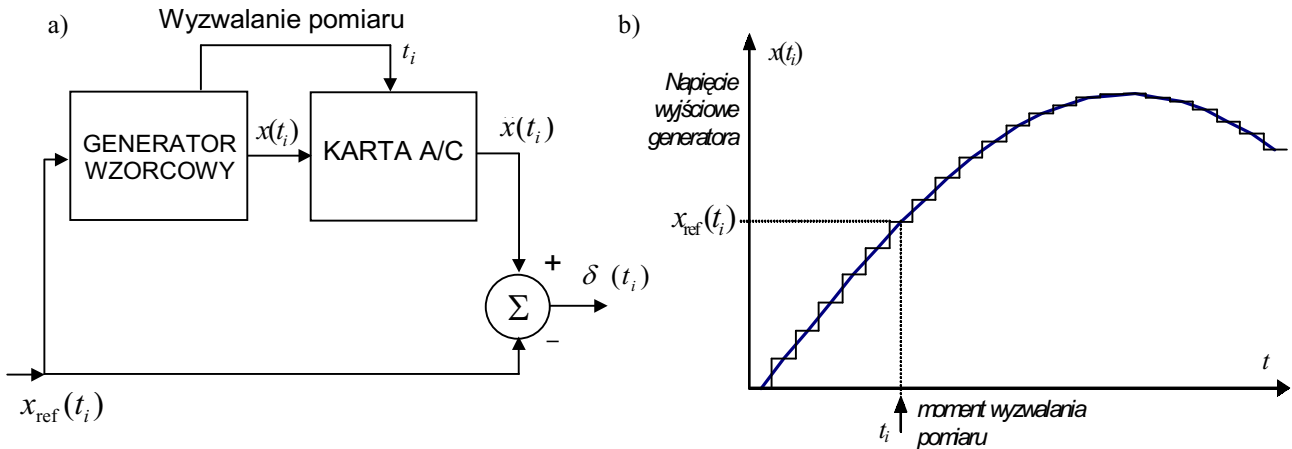 a)
Wyzwalanie pomiaru
t_i
GENERATOR
WZORCOWY
x(t_i)
KARTA A/C
ẋ(t_i)
+
Σ
−
δ (t_i)
x_ref(t_i)
b)
x(t_i)
Napięcie
wyjściowe
generatora
x_ref(t_i)
t
t_i
moment wyzwalania
pomiaru